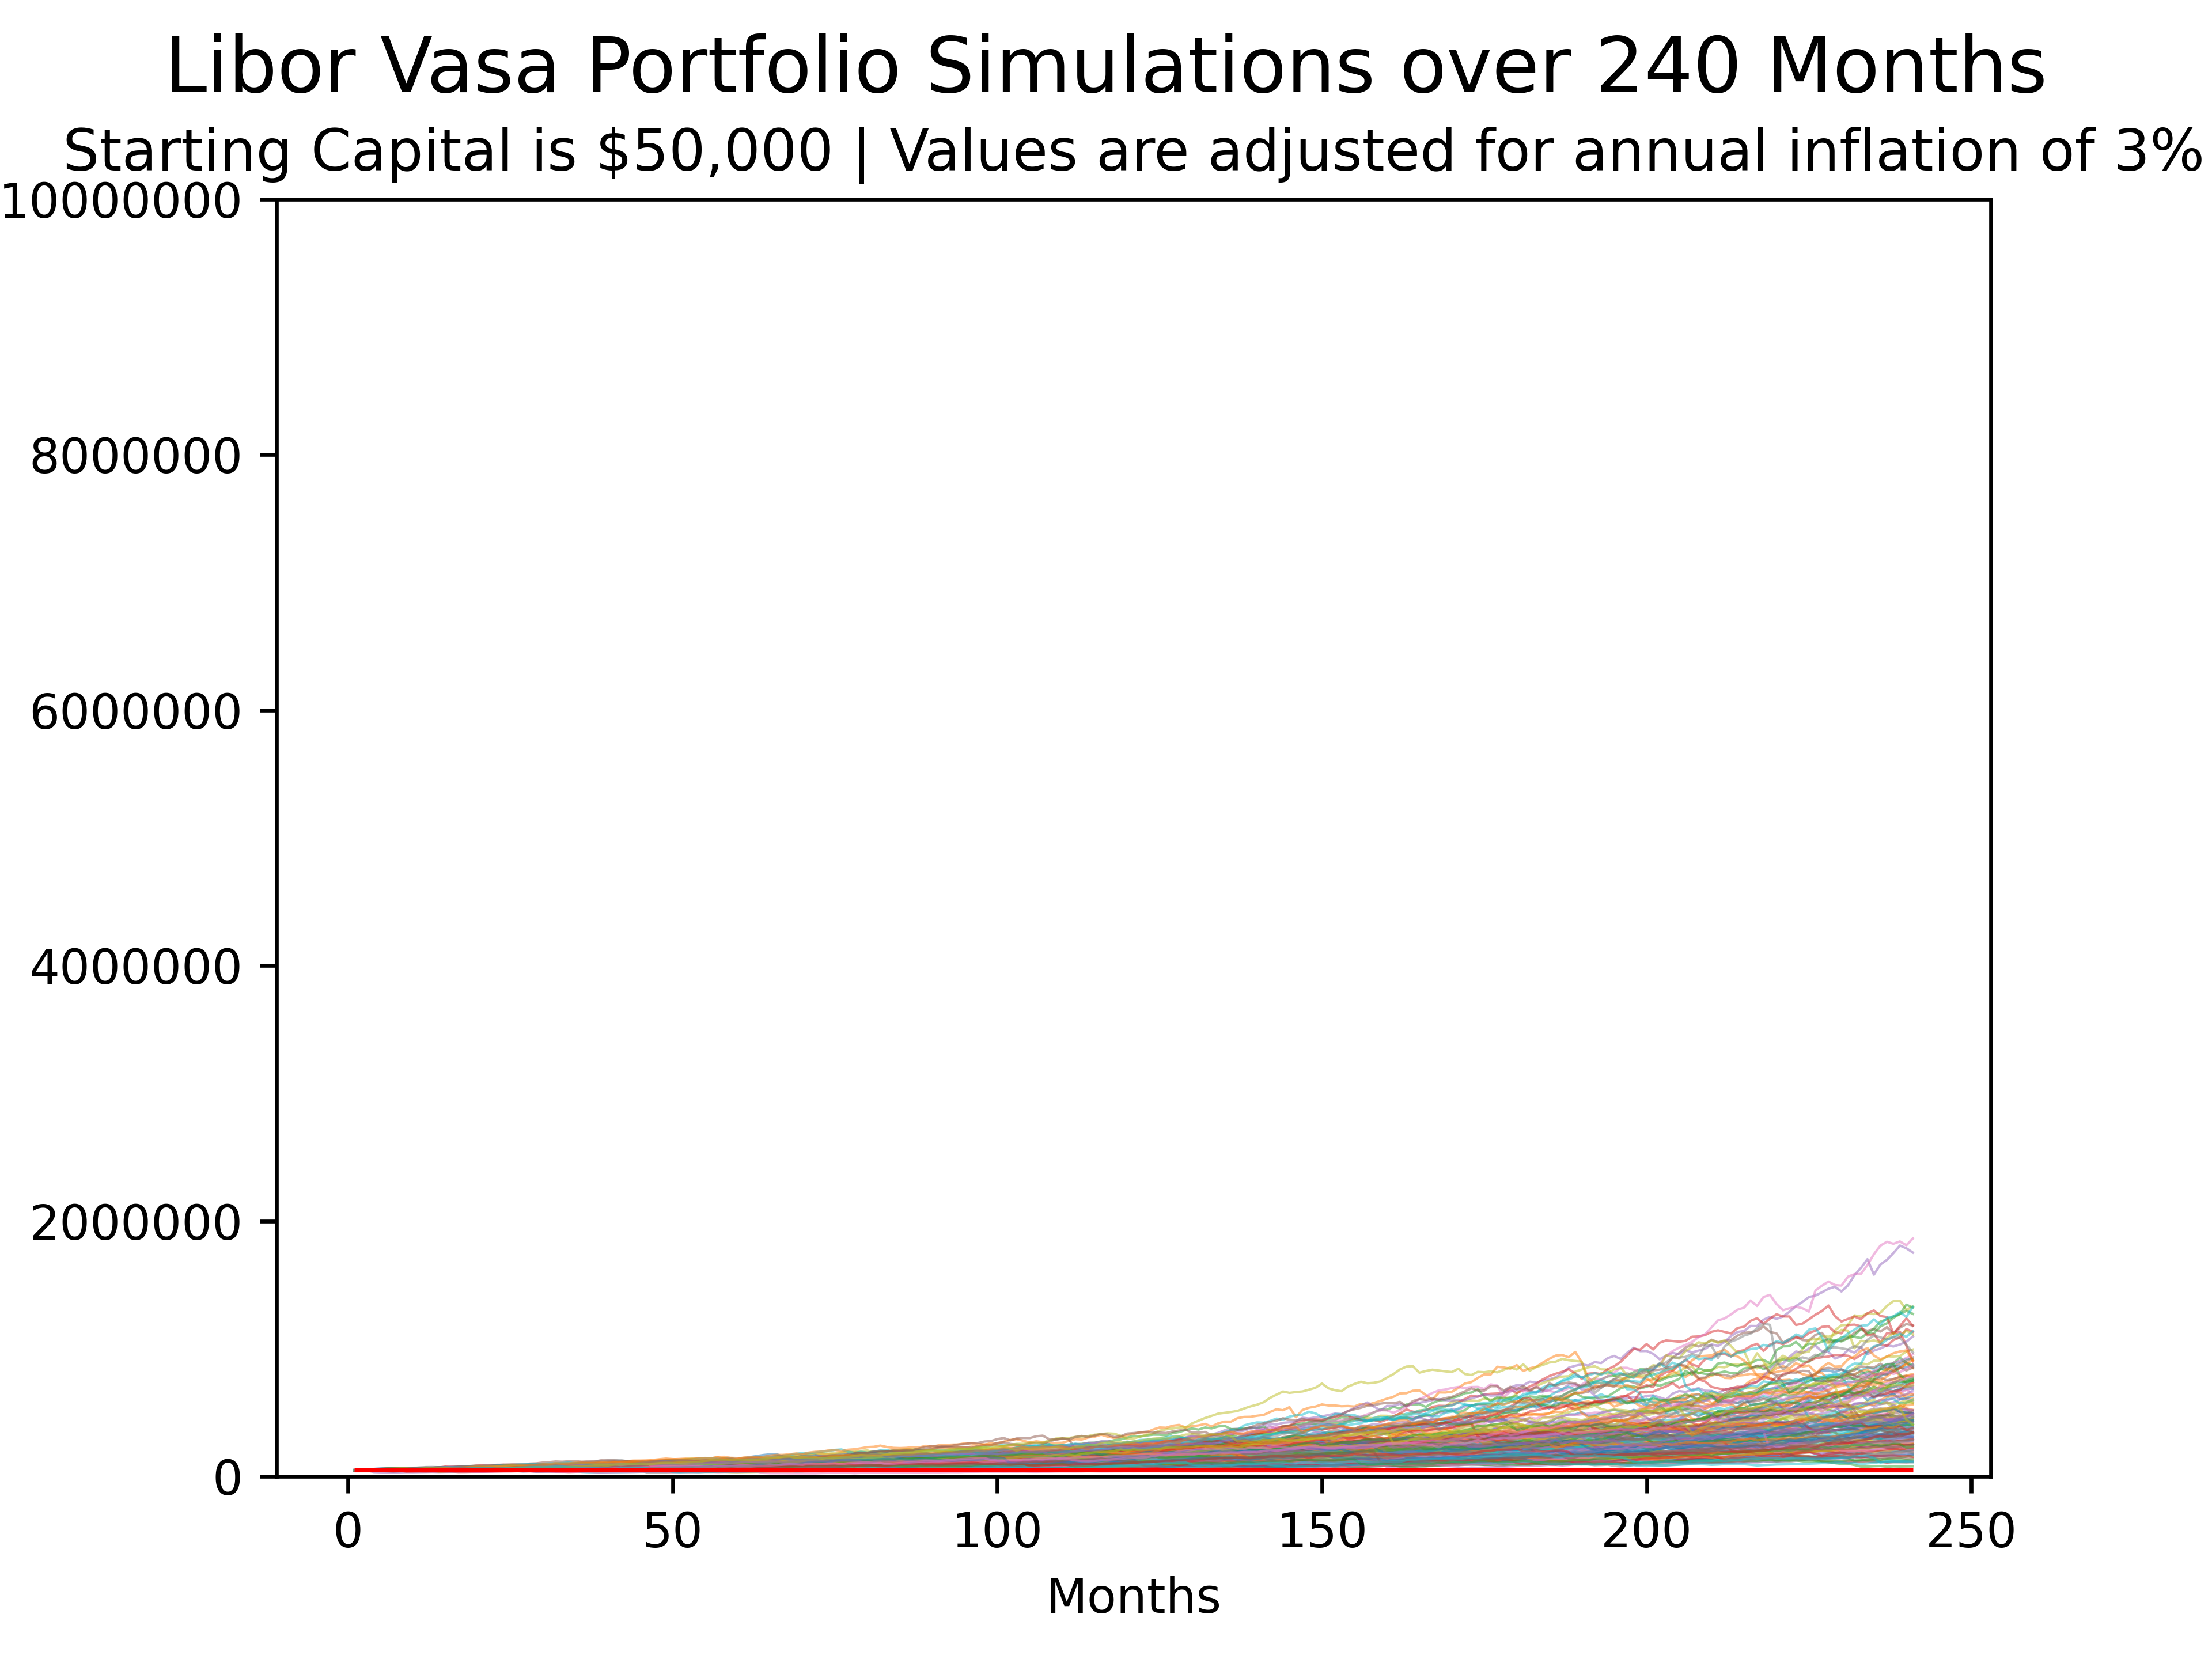 Libor Vasa Portfolio Simulations over 240 Months
Starting Capital is $50,000 | Values are adjusted for annual inflation of 3%
10000000
8000000
6000000
4000000
2000000
0
0 50 100 150 200 250
Months